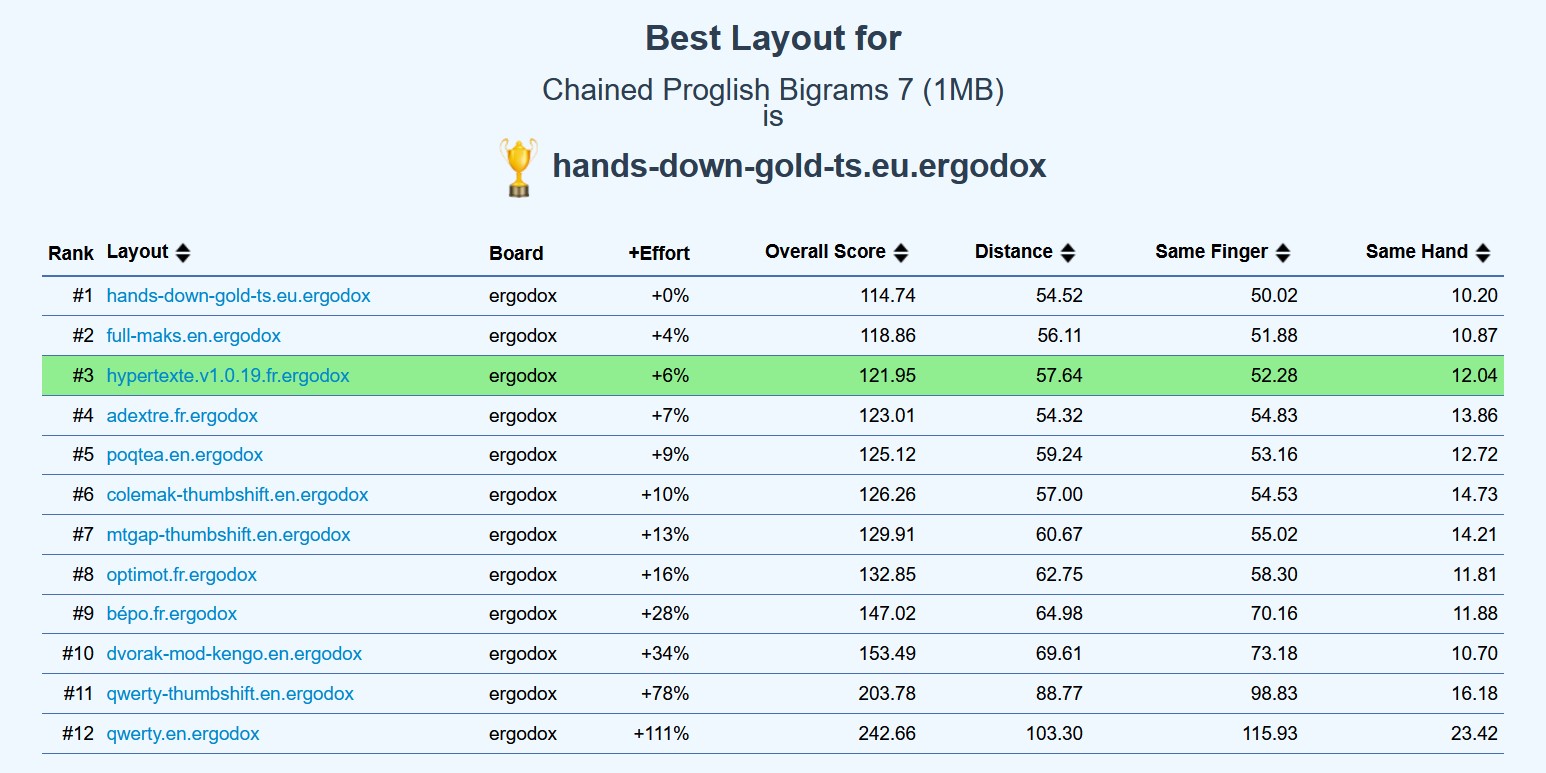 Best Layout for
Chained Proglish Bigrams 7 (1MB)
is
hands-down-gold-ts.eu.ergodox
Rank Layout Board +Effort Overall Score Distance Same Finger Same Hand
#1 hands-down-gold-ts.eu.ergodox ergodox +0% 114.74 54.52 50.02 10.20
#2 full-maks.en.ergodox ergodox +4% 118.86 56.11 51.88 10.87
#3 hypertexte.v1.0.19.fr.ergodox ergodox +6% 121.95 57.64 52.28 12.04
#4 adextre.fr.ergodox ergodox +7% 123.01 54.32 54.83 13.86
#5 poqtea.en.ergodox ergodox +9% 125.12 59.24 53.16 12.72
#6 colemak-thumbshift.en.ergodox ergodox +10% 126.26 57.00 54.53 14.73
#7 mtgap-thumbshift.en.ergodox ergodox +13% 129.91 60.67 55.02 14.21
#8 optimot.fr.ergodox ergodox +16% 132.85 62.75 58.30 11.81
#9 bépo.fr.ergodox ergodox +28% 147.02 64.98 70.16 11.88
#10 dvorak-mod-kengo.en.ergodox ergodox +34% 153.49 69.61 73.18 10.70
#11 qwerty-thumbshift.en.ergodox ergodox +78% 203.78 88.77 98.83 16.18
#12 qwerty.en.ergodox ergodox +111% 242.66 103.30 115.93 23.42